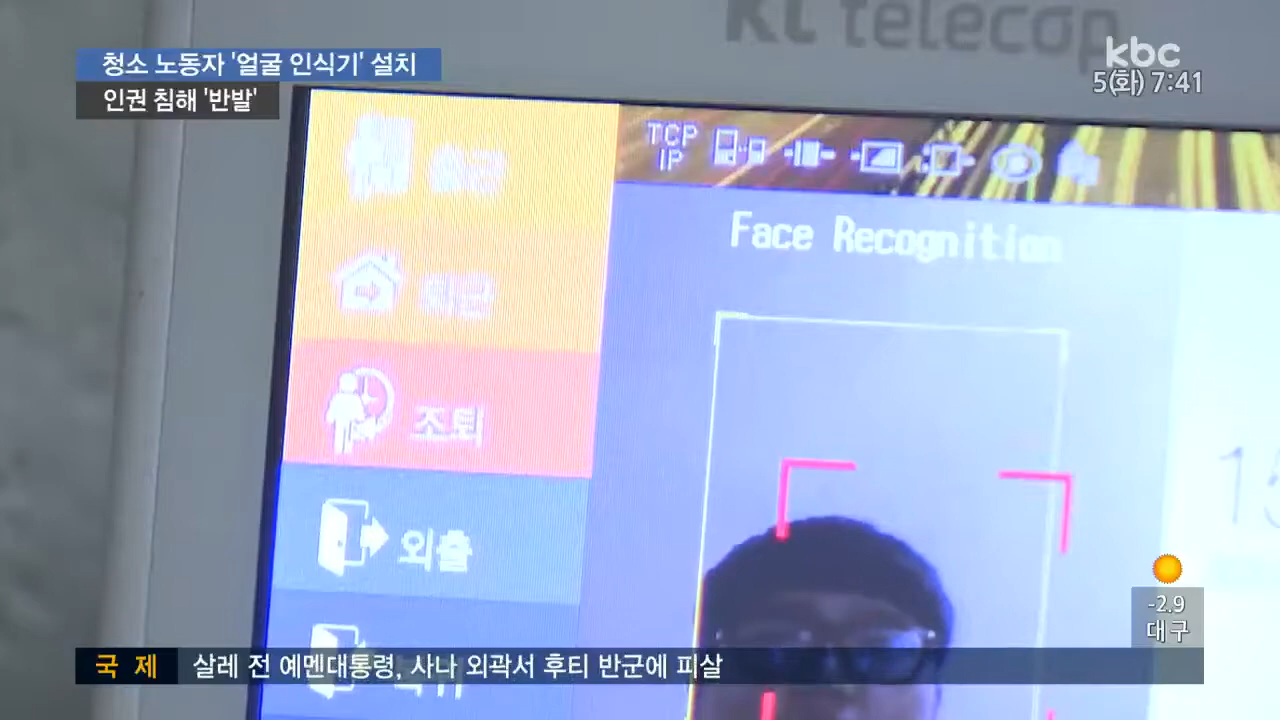 kt telecop
kbc
5(화) 7:41
청소 노동자 '얼굴 인식기' 설치
인권 침해 '반발'
TCP
IP
출근
퇴근
Face Recognition
조퇴
외출
-2.9
대구
국 제 살레 전 예멘대통령, 사나 외곽서 후티 반군에 피살